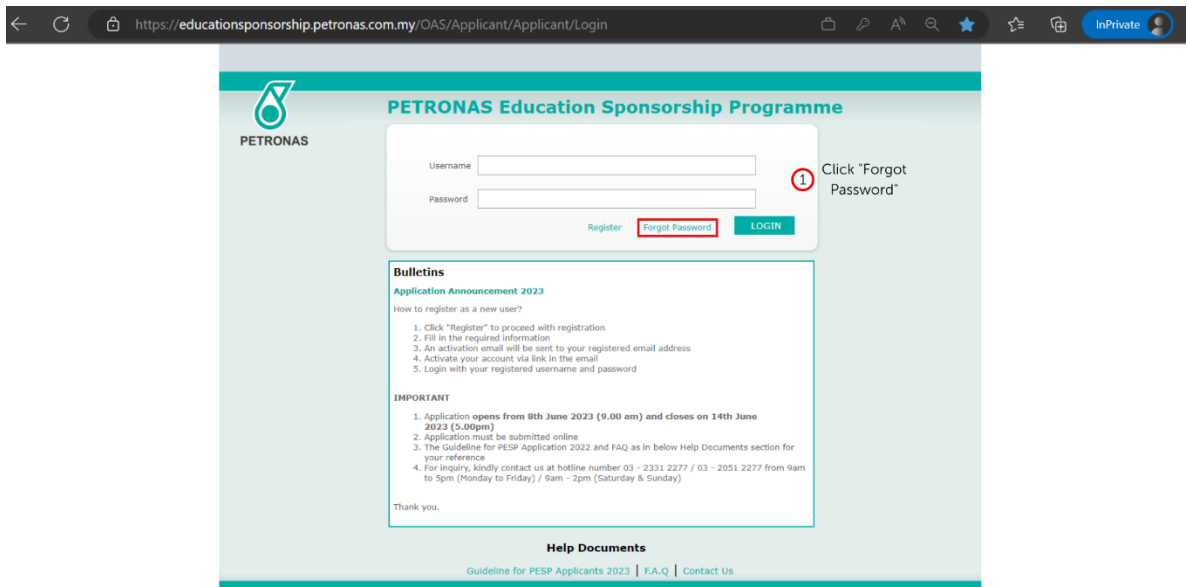 https://educationsponsorship.petronas.com.my/OAS/Applicant/Applicant/Login
InPrivate
PETRONAS
PETRONAS Education Sponsorship Programme
Username
Password
Register Forgot Password LOGIN
1 Click "Forgot
Password"
Bulletins
Application Announcement 2023
How to register as a new user?
1. Click "Register" to proceed with registration
2. Fill in the required information
3. An activation email will be sent to your registered email address
4. Activate your account via link in the email
5. Login with your registered username and password
IMPORTANT
1. Application opens from 8th June 2023 (9.00 am) and closes on 14th June
2023 (5.00pm)
2. Application must be submitted online
3. The Guideline for PESP Application 2022 and FAQ as in below Help Documents section for
your reference
4. For inquiry, kindly contact us at hotline number 03 - 2331 2277 / 03 - 2051 2277 from 9am
to 5pm (Monday to Friday) / 9am - 2pm (Saturday & Sunday)
Thank you.
Help Documents
Guideline for PESP Applicants 2023 | F.A.Q | Contact Us